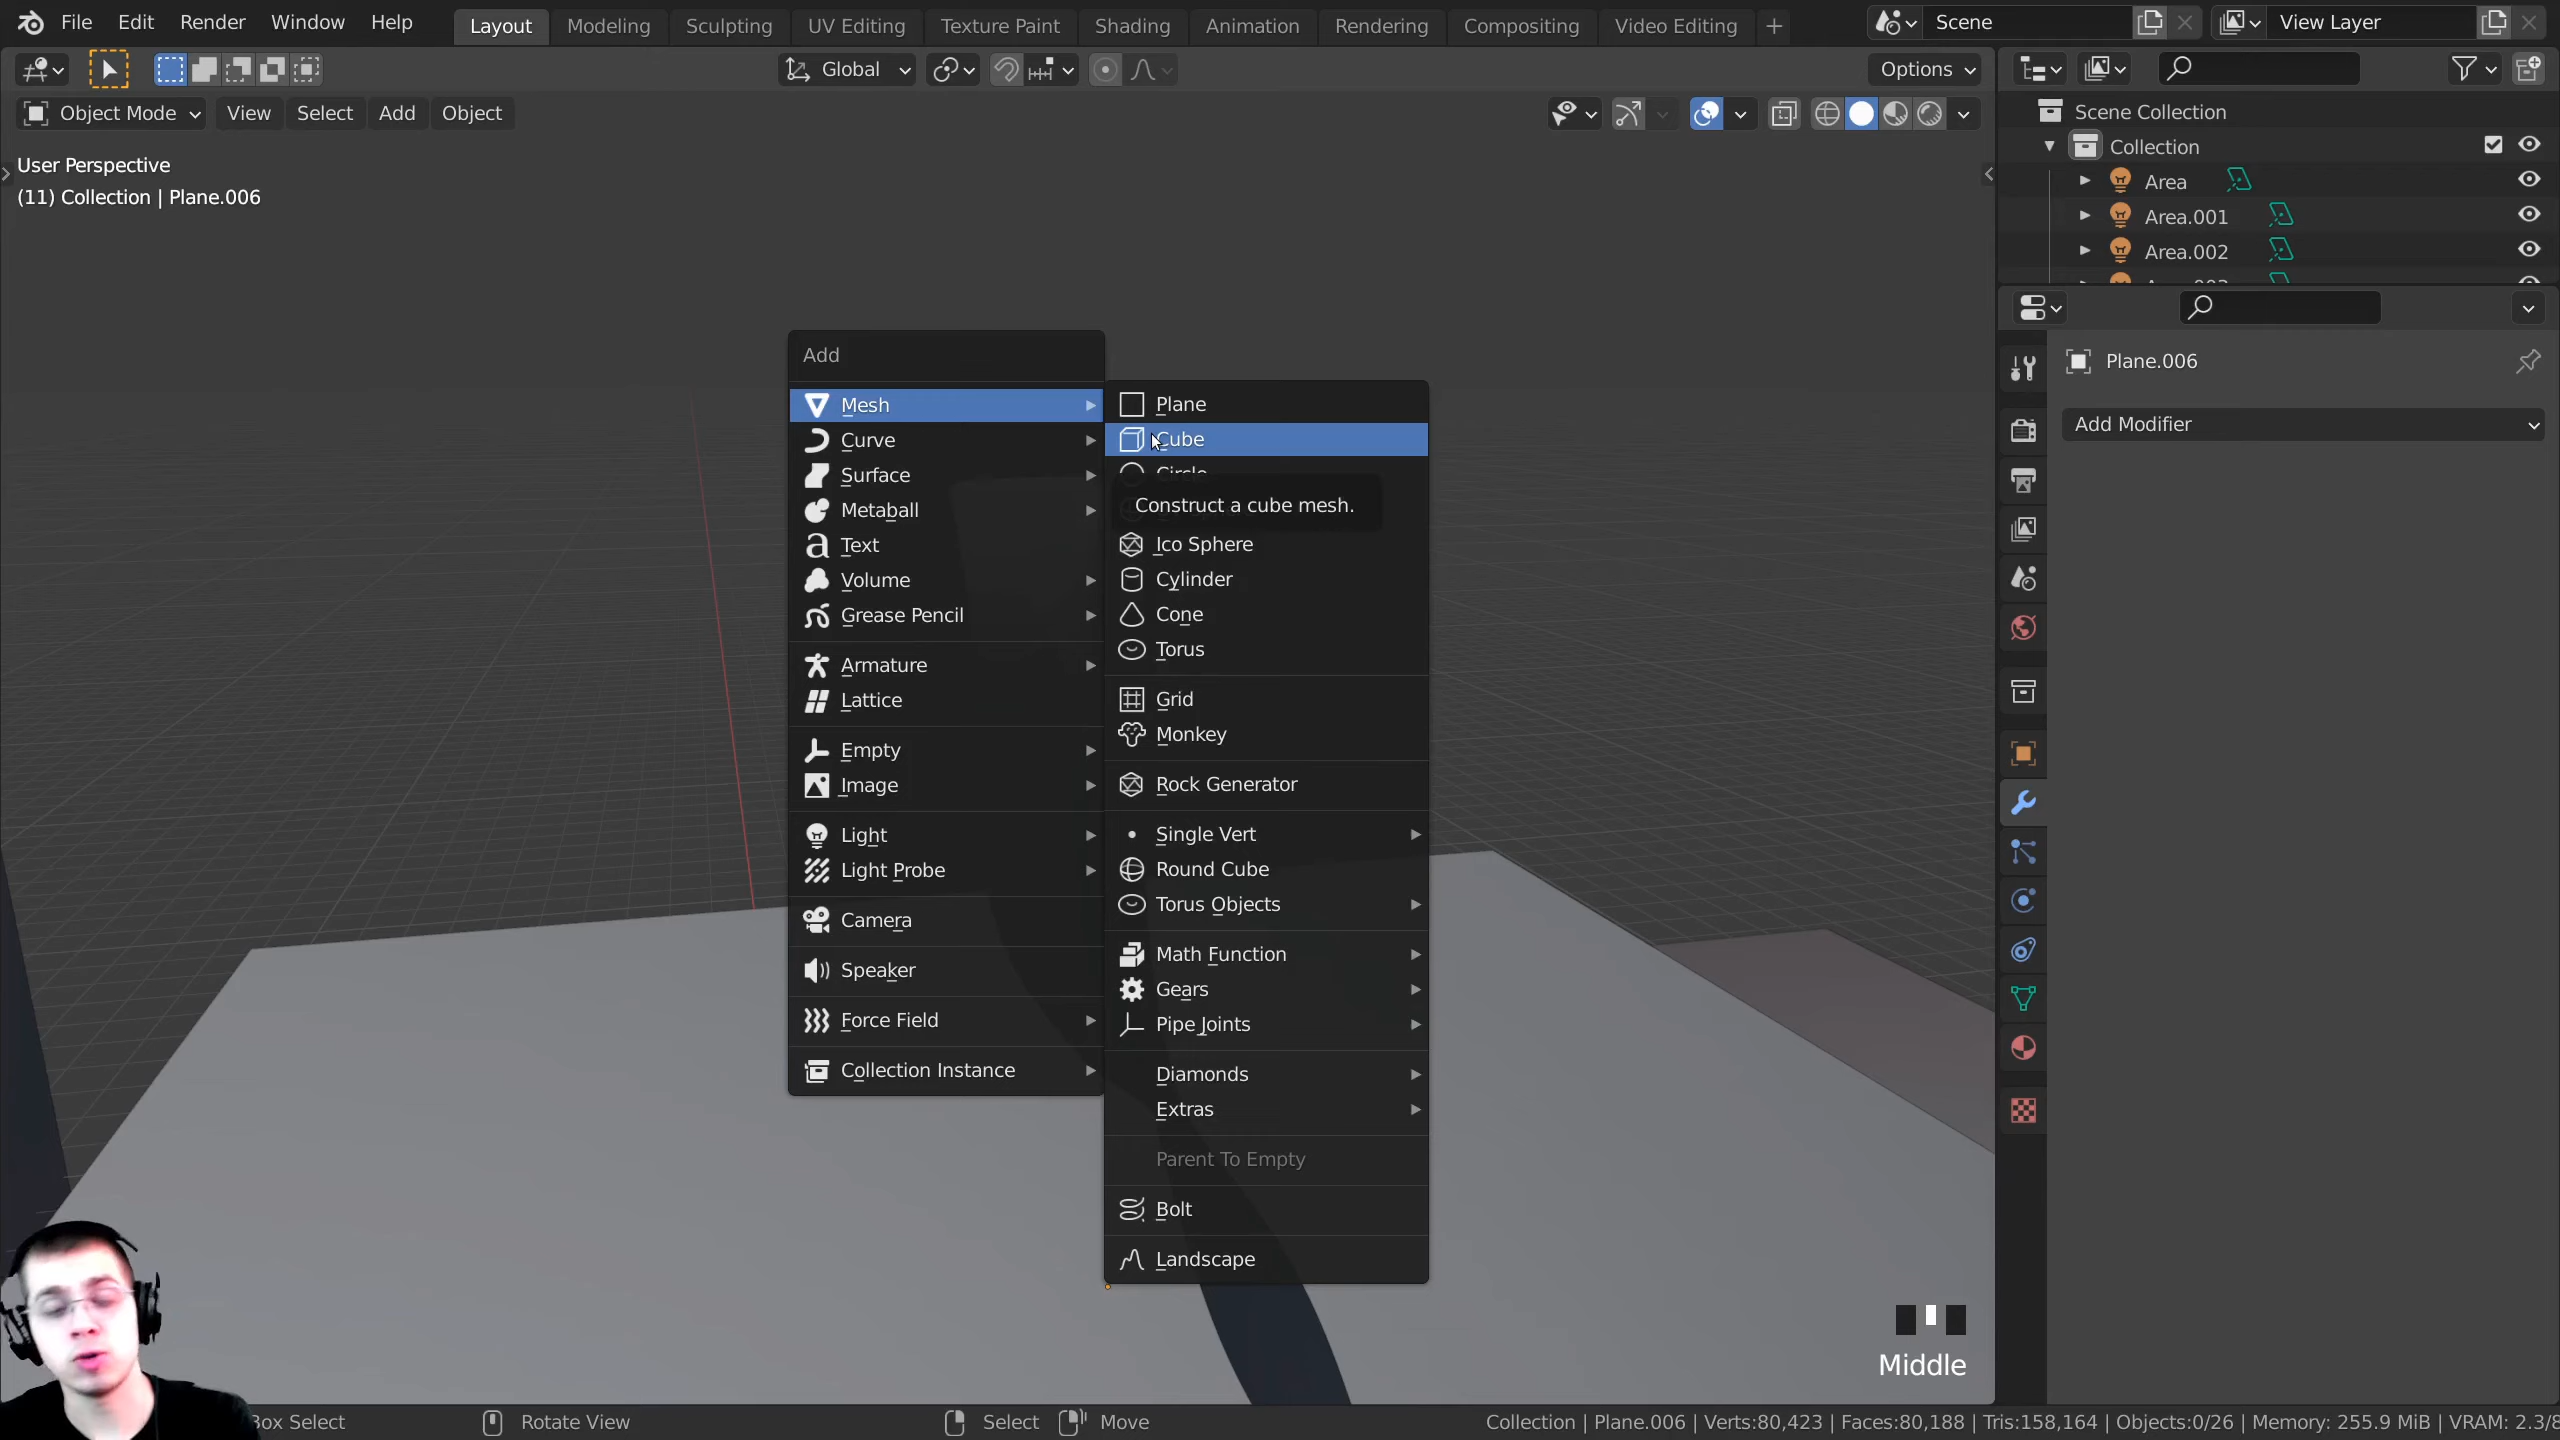 File Edit Render Window Help
Layout Modeling Sculpting UV Editing Texture Paint Shading Animation Rendering Compositing Video Editing +
Scene
View Layer
Global
Options
Object Mode View Select Add Object
User Perspective
(11) Collection | Plane.006
Scene Collection
Collection
Area
Area.001
Area.002
Plane.006
Add Modifier
Add
Mesh
Curve
Surface
Metaball
Text
Volume
Grease Pencil
Armature
Lattice
Empty
Image
Light
Light Probe
Camera
Speaker
Force Field
Collection Instance
Plane
Cube
Circle
Construct a cube mesh.
Ico Sphere
Cylinder
Cone
Torus
Grid
Monkey
Rock Generator
Single Vert
Round Cube
Torus Objects
Math Function
Gears
Pipe Joints
Diamonds
Extras
Parent To Empty
Bolt
Landscape
Middle
Box Select
Rotate View
Select
Move
Collection | Plane.006 | Verts:80,423 | Faces:80,188 | Tris:158,164 | Objects:0/26 | Memory: 255.9 MiB | VRAM: 2.3/8